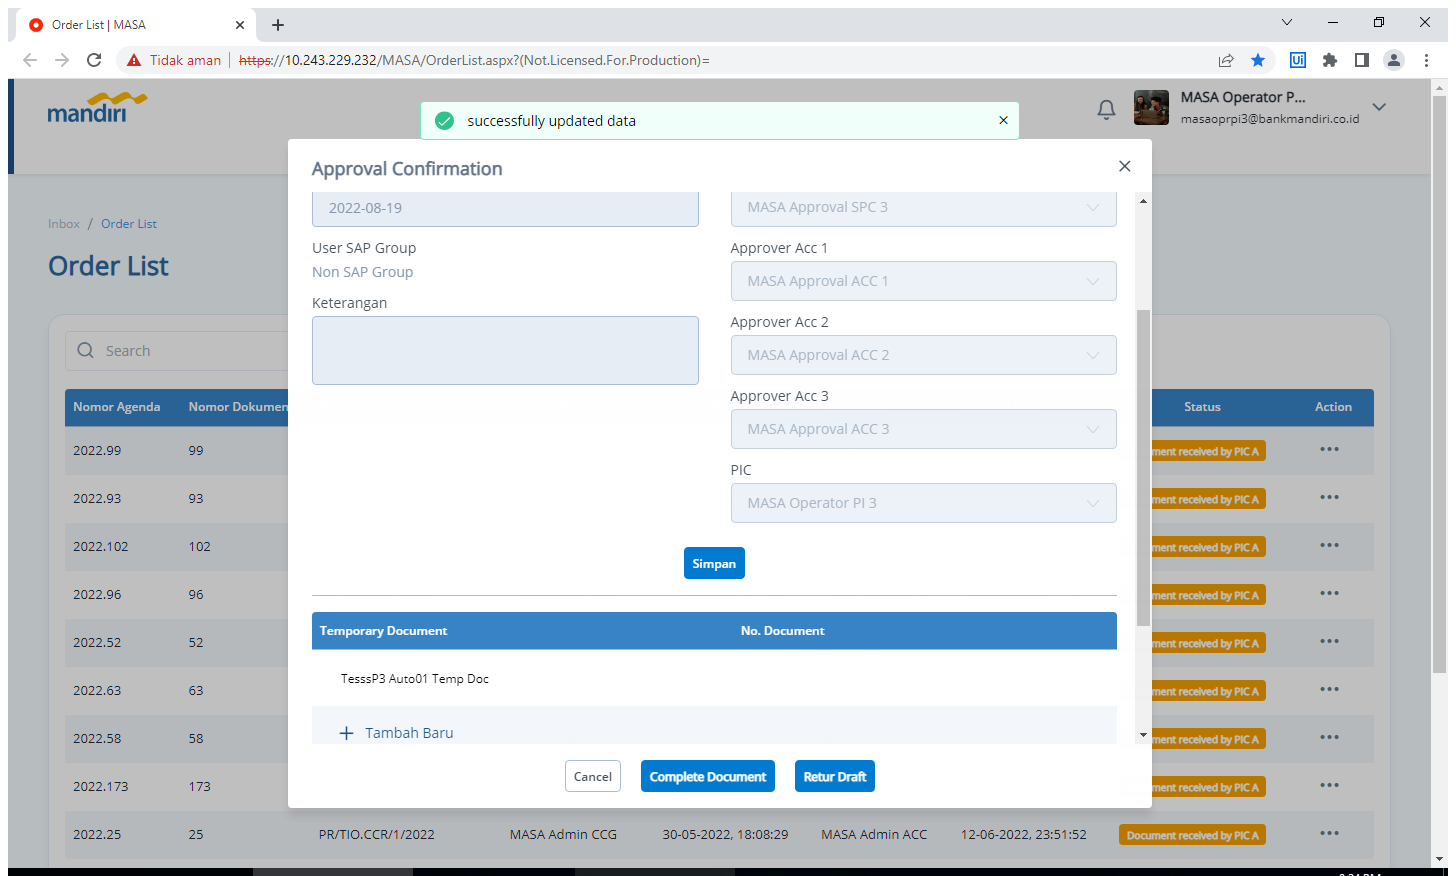 Order List | MASA
Tidak aman
https://10.243.229.232/MASA/OrderList.aspx?(Not.Licensed.For.Production)=
mandiri
successfully updated data
MASA Operator P...
masaoprpi3@bankmandiri.co.id
Inbox / Order List
Order List
Search
Approval Confirmation
2022-08-19
User SAP Group
Non SAP Group
Keterangan
MASA Approval SPC 3
Approver Acc 1
MASA Approval ACC 1
Approver Acc 2
MASA Approval ACC 2
Approver Acc 3
MASA Approval ACC 3
PIC
MASA Operator PI 3
Simpan
Temporary Document No. Document
TesssP3 Auto01 Temp Doc
Tambah Baru
Cancel Complete Document Retur Draft
Nomor Agenda Nomor Dokumen Status Action
2022.99 99 received by PIC A
2022.93 93 received by PIC A
2022.102 102 received by PIC A
2022.96 96 received by PIC A
2022.52 52 received by PIC A
2022.63 63 received by PIC A
2022.58 58 received by PIC A
2022.173 173 received by PIC A
2022.25 25 PR/TIO.CCR/1/2022 MASA Admin CCG 30-05-2022, 18:08:29 MASA Admin ACC 12-06-2022, 23:51:52 Document received by PIC A